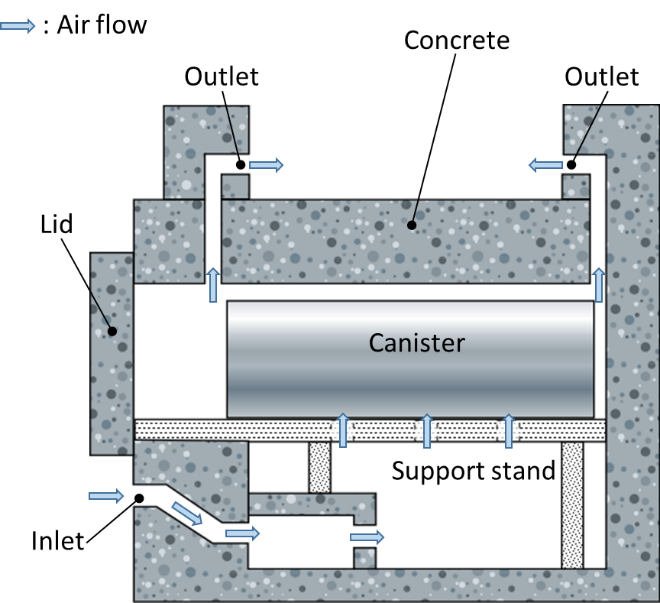 : Air flow
Concrete
Outlet
Outlet
Lid
Canister
Support stand
Inlet